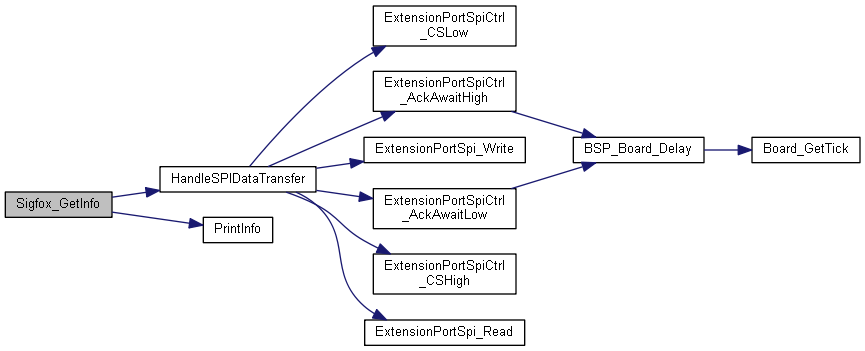 Sigfox_GetInfo
HandleSPIDataTransfer
PrintInfo
ExtensionPortSpiCtrl
_CSLow
ExtensionPortSpiCtrl
_AckAwaitHigh
ExtensionPortSpi_Write
ExtensionPortSpiCtrl
_AckAwaitLow
ExtensionPortSpiCtrl
_CSHigh
ExtensionPortSpi_Read
BSP_Board_Delay
Board_GetTick